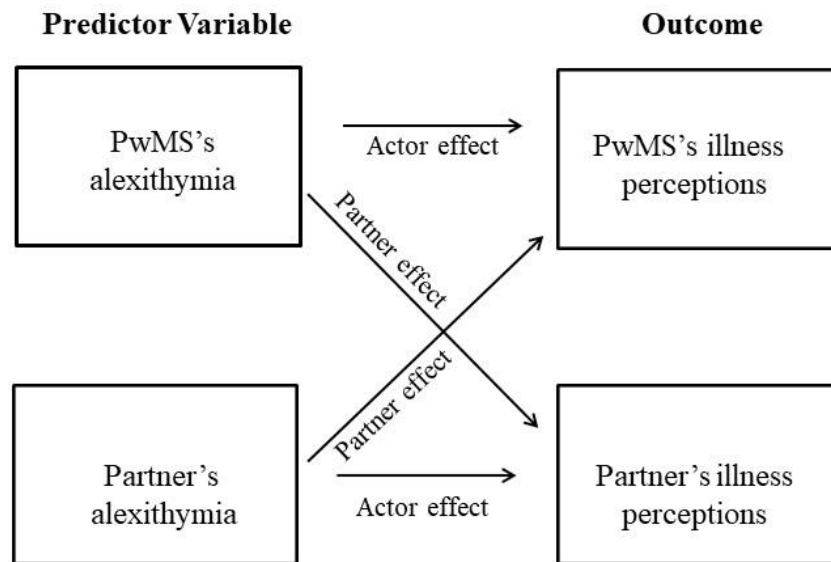 Predictor Variable
Outcome
PwMS's
alexithymia
Actor effect
PwMS's illness
perceptions
Partner effect
Partner effect
Partner's
alexithymia
Actor effect
Partner's illness
perceptions